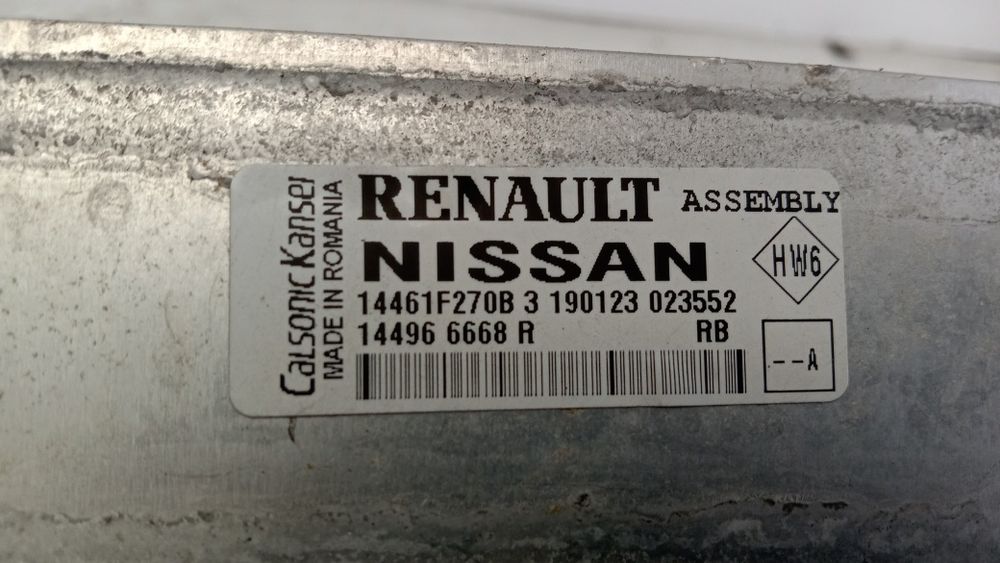 Calsonic Kansei
MADE IN ROMANIA
RENAULT ASSEMBLY
NISSAN
HW6
14461F270B 3 190123 023552
14496 6668 R RB
--A